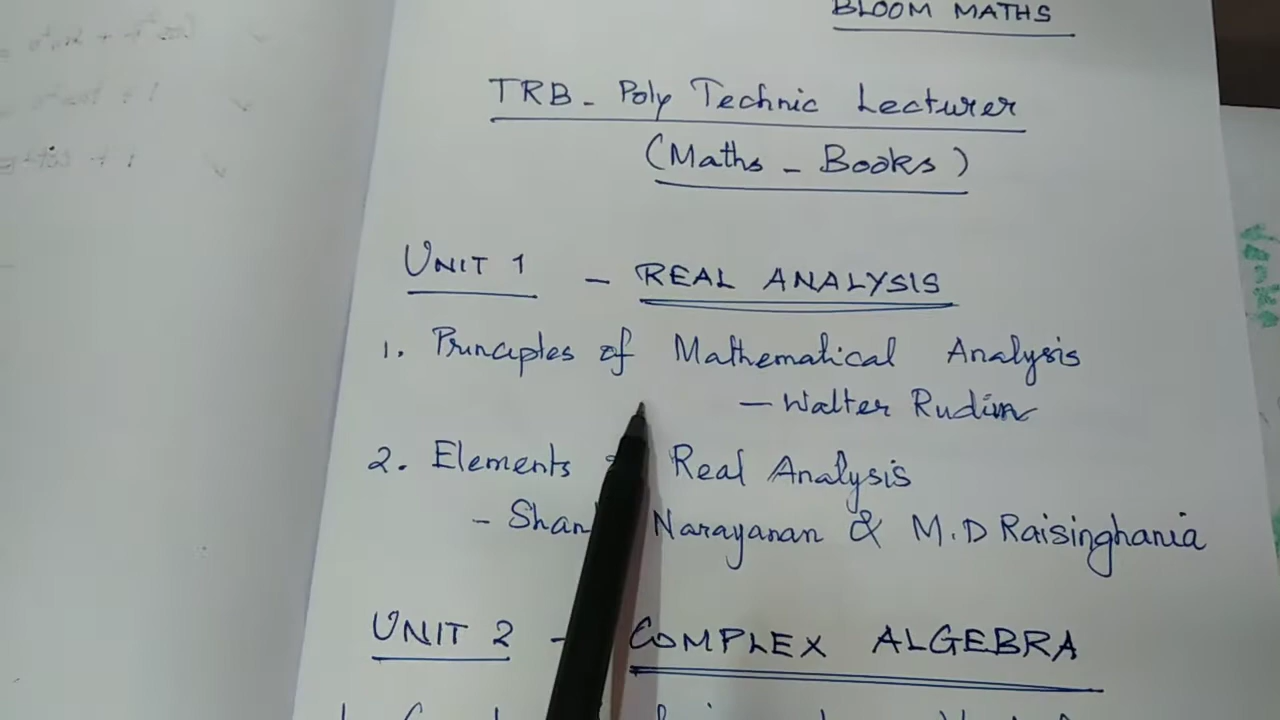 BLOOM MATHS
TRB - Poly Technic Lecturer
(Maths - Books)
UNIT 1 - REAL ANALYSIS
1. Principles of Mathematical Analysis
- Walter Rudin
2. Elements Real Analysis
- Shan Narayanan & M.D Raisinghania
UNIT 2 - COMPLEX ALGEBRA